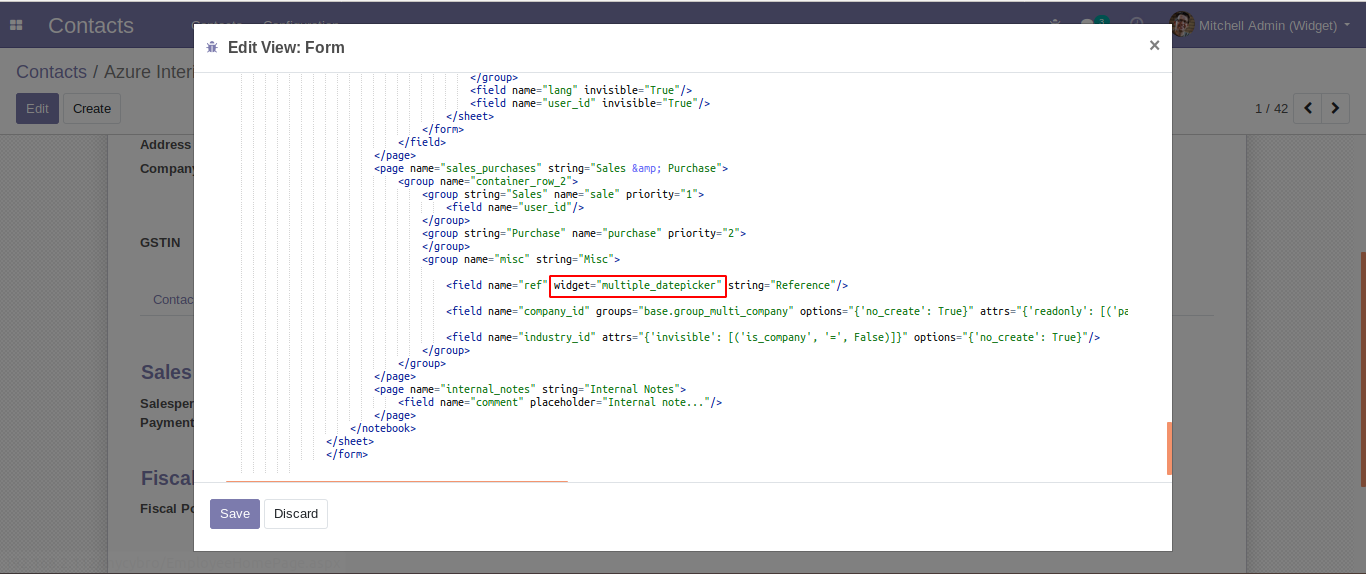 Contacts Contacts Configuration 3 Mitchell Admin (Widget)
Edit View: Form ×
Contacts / Azure Inter
Edit Create 1 / 42
</group>
<field name="lang" invisible="True"/>
<field name="user_id" invisible="True"/>
</sheet>
</form>
</field>
Address
</page>
Company
<page name="sales_purchases" string="Sales &amp; Purchase">
<group name="container_row_2">
<group string="Sales" name="sale" priority="1">
<field name="user_id"/>
</group>
<group string="Purchase" name="purchase" priority="2">
GSTIN
</group>
<group name="misc" string="Misc">
<field name="ref" widget="multiple_datepicker" string="Reference"/>
Contac
<field name="company_id" groups="base.group_multi_company" options="{'no_create': True}" attrs="{'readonly': [('pa
<field name="industry_id" attrs="{'invisible': [('is_company', '=', False)]}" options="{'no_create': True}"/>
</group>
</group>
Sales
</page>
<page name="internal_notes" string="Internal Notes">
Salesper
<field name="comment" placeholder="Internal note..."/>
</page>
Payment
</notebook>
</sheet>
</form>
Fiscal
Fiscal Po
Save Discard